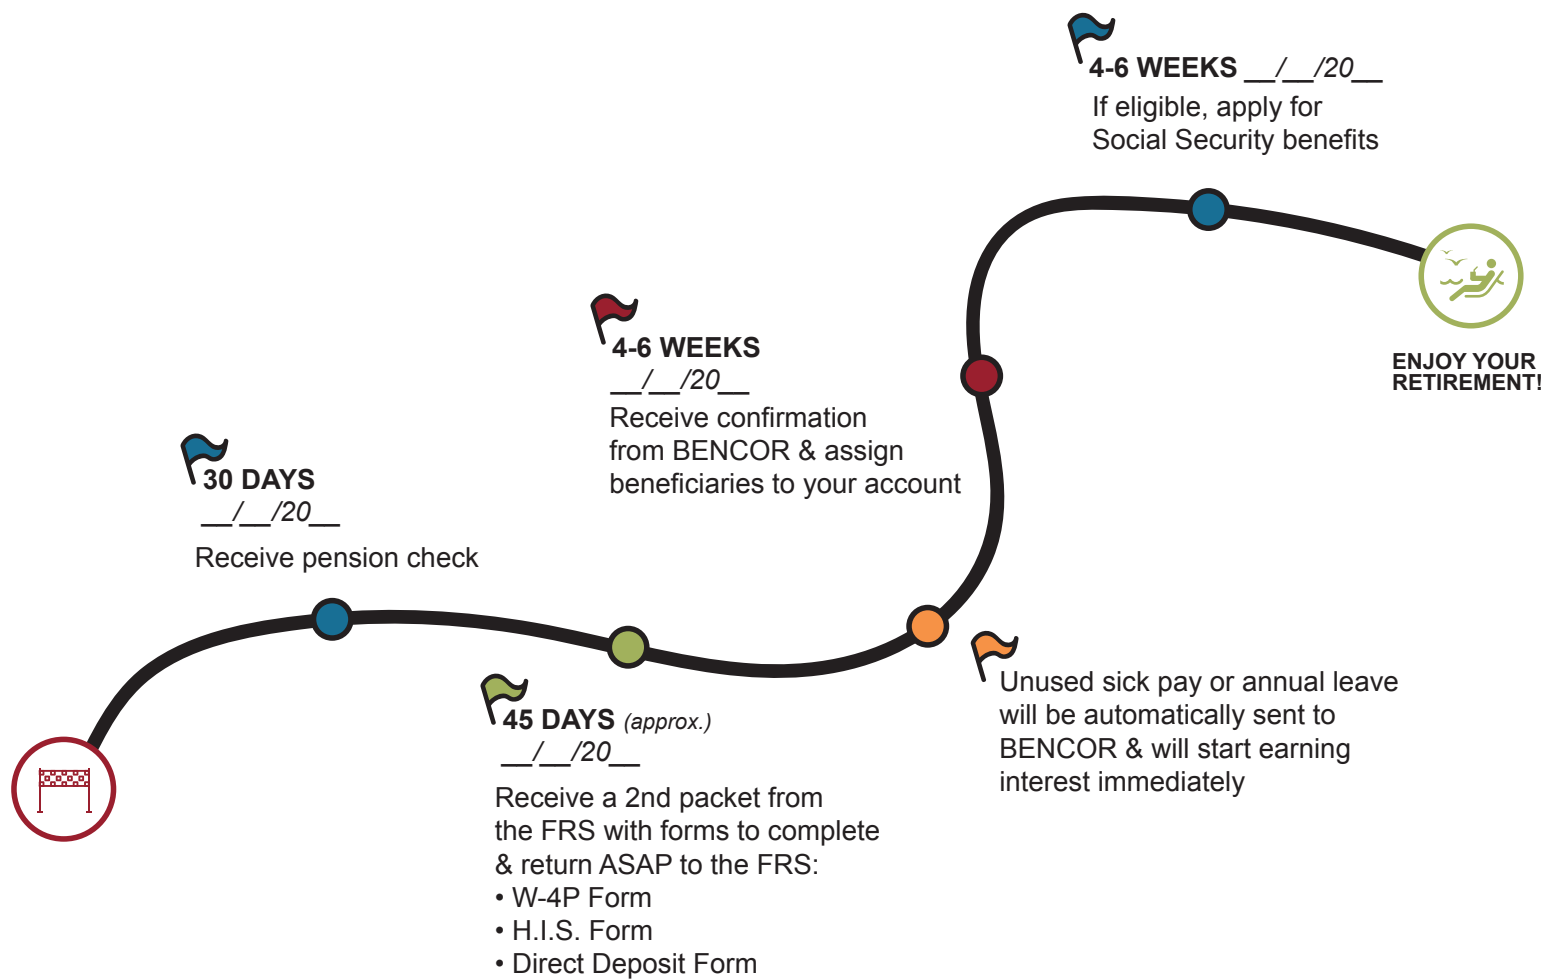 30 DAYS
__/__/20__
Receive pension check
45 DAYS (approx.)
__/__/20__
Receive a 2nd packet from
the FRS with forms to complete
& return ASAP to the FRS:
• W-4P Form
• H.I.S. Form
• Direct Deposit Form
Unused sick pay or annual leave
will be automatically sent to
BENCOR & will start earning
interest immediately
4-6 WEEKS
__/__/20__
Receive confirmation
from BENCOR & assign
beneficiaries to your account
4-6 WEEKS __/__/20__
If eligible, apply for
Social Security benefits
ENJOY YOUR
RETIREMENT!